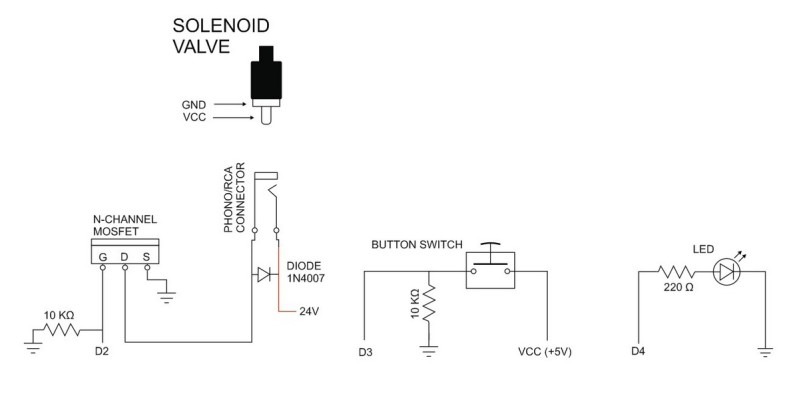 SOLENOID
VALVE
GND
VCC
PHONO/RCA
CONNECTOR
N-CHANNEL
MOSFET
G D S
DIODE
1N4007
24V
10 KΩ
D2
BUTTON SWITCH
10 KΩ
D3
VCC (+5V)
LED
220 Ω
D4